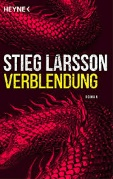 HEYNE <
STIEG LARSSON
VERBLENDUNG
ROMAN